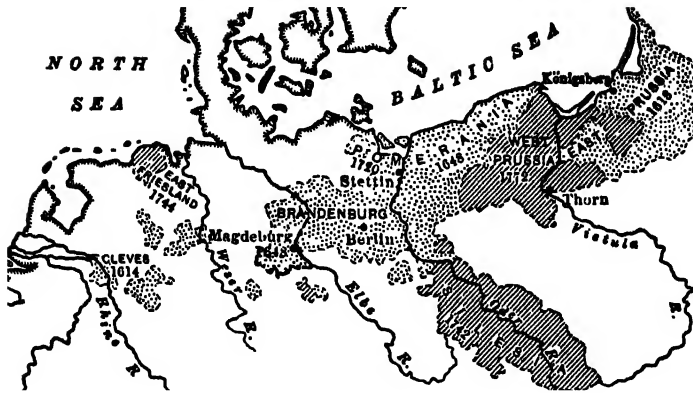 NORTH
SEA
BALTIC SEA
Königsberg
EAST PRUSSIA
1618
POMERANIA
1648
WEST
PRUSSIA
1772
Stettin
Thorn
Vistula
R.
EAST
FRIESLAND
1744
BRANDENBURG
Berlin
Magdeburg
CLEVES
1614
Rhine R.
Weser
R.
Elbe
R.
Oder
R.